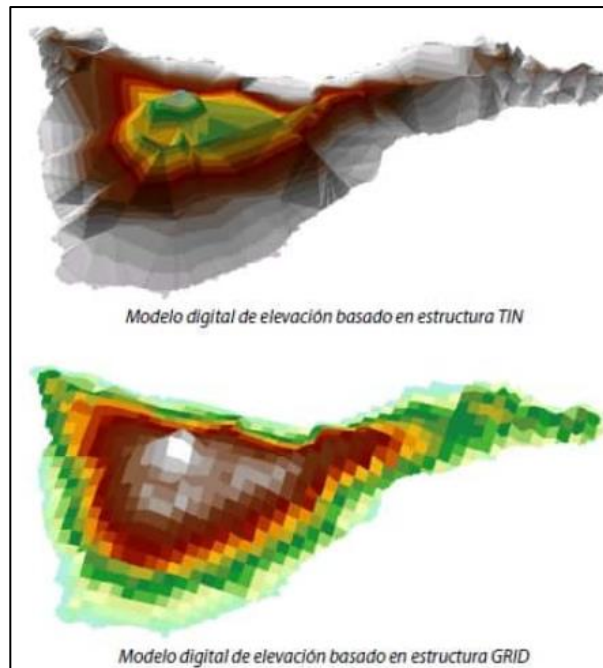 Modelo digital de elevación basado en estructura TIN
Modelo digital de elevación basado en estructura GRID